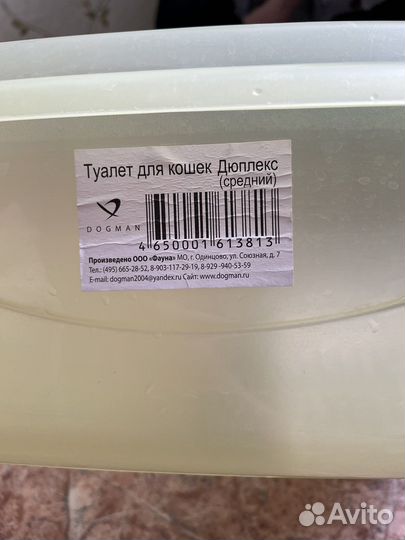 Туалет для кошек Дюплекс
(средний)
DOGMAN
4 650001 613813
Произведено ООО «Фауна» МО, г. Одинцово, ул. Союзная, д. 7
Тел.: (495) 665-28-52, 8-903-117-29-19, 8-929 -940-53-59
E-mail: dogman2004@yandex.ru Сайт: www.dogman.ru
Avito